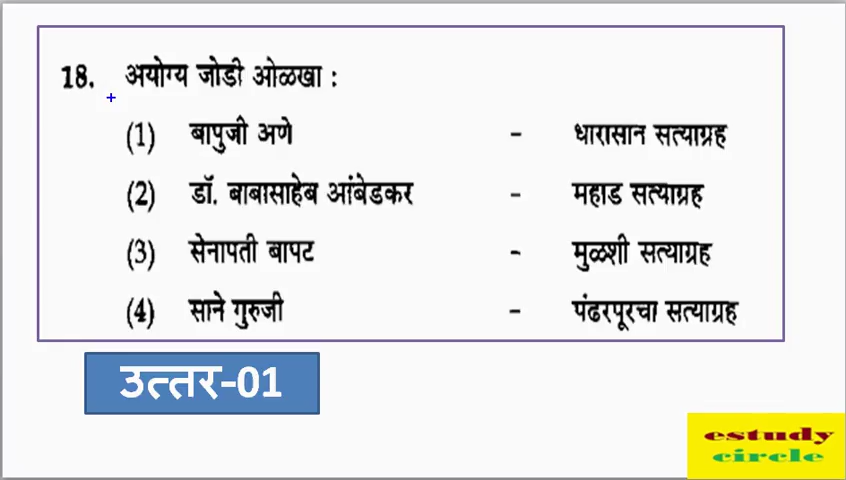 18. अयोग्य जोडी ओळखा :
(1) बापुजी अणे - धारासान सत्याग्रह
(2) डॉ. बाबासाहेब आंबेडकर - महाड सत्याग्रह
(3) सेनापती बापट - मुळशी सत्याग्रह
(4) साने गुरुजी - पंढरपूरचा सत्याग्रह
उत्तर-01
estudy
circle